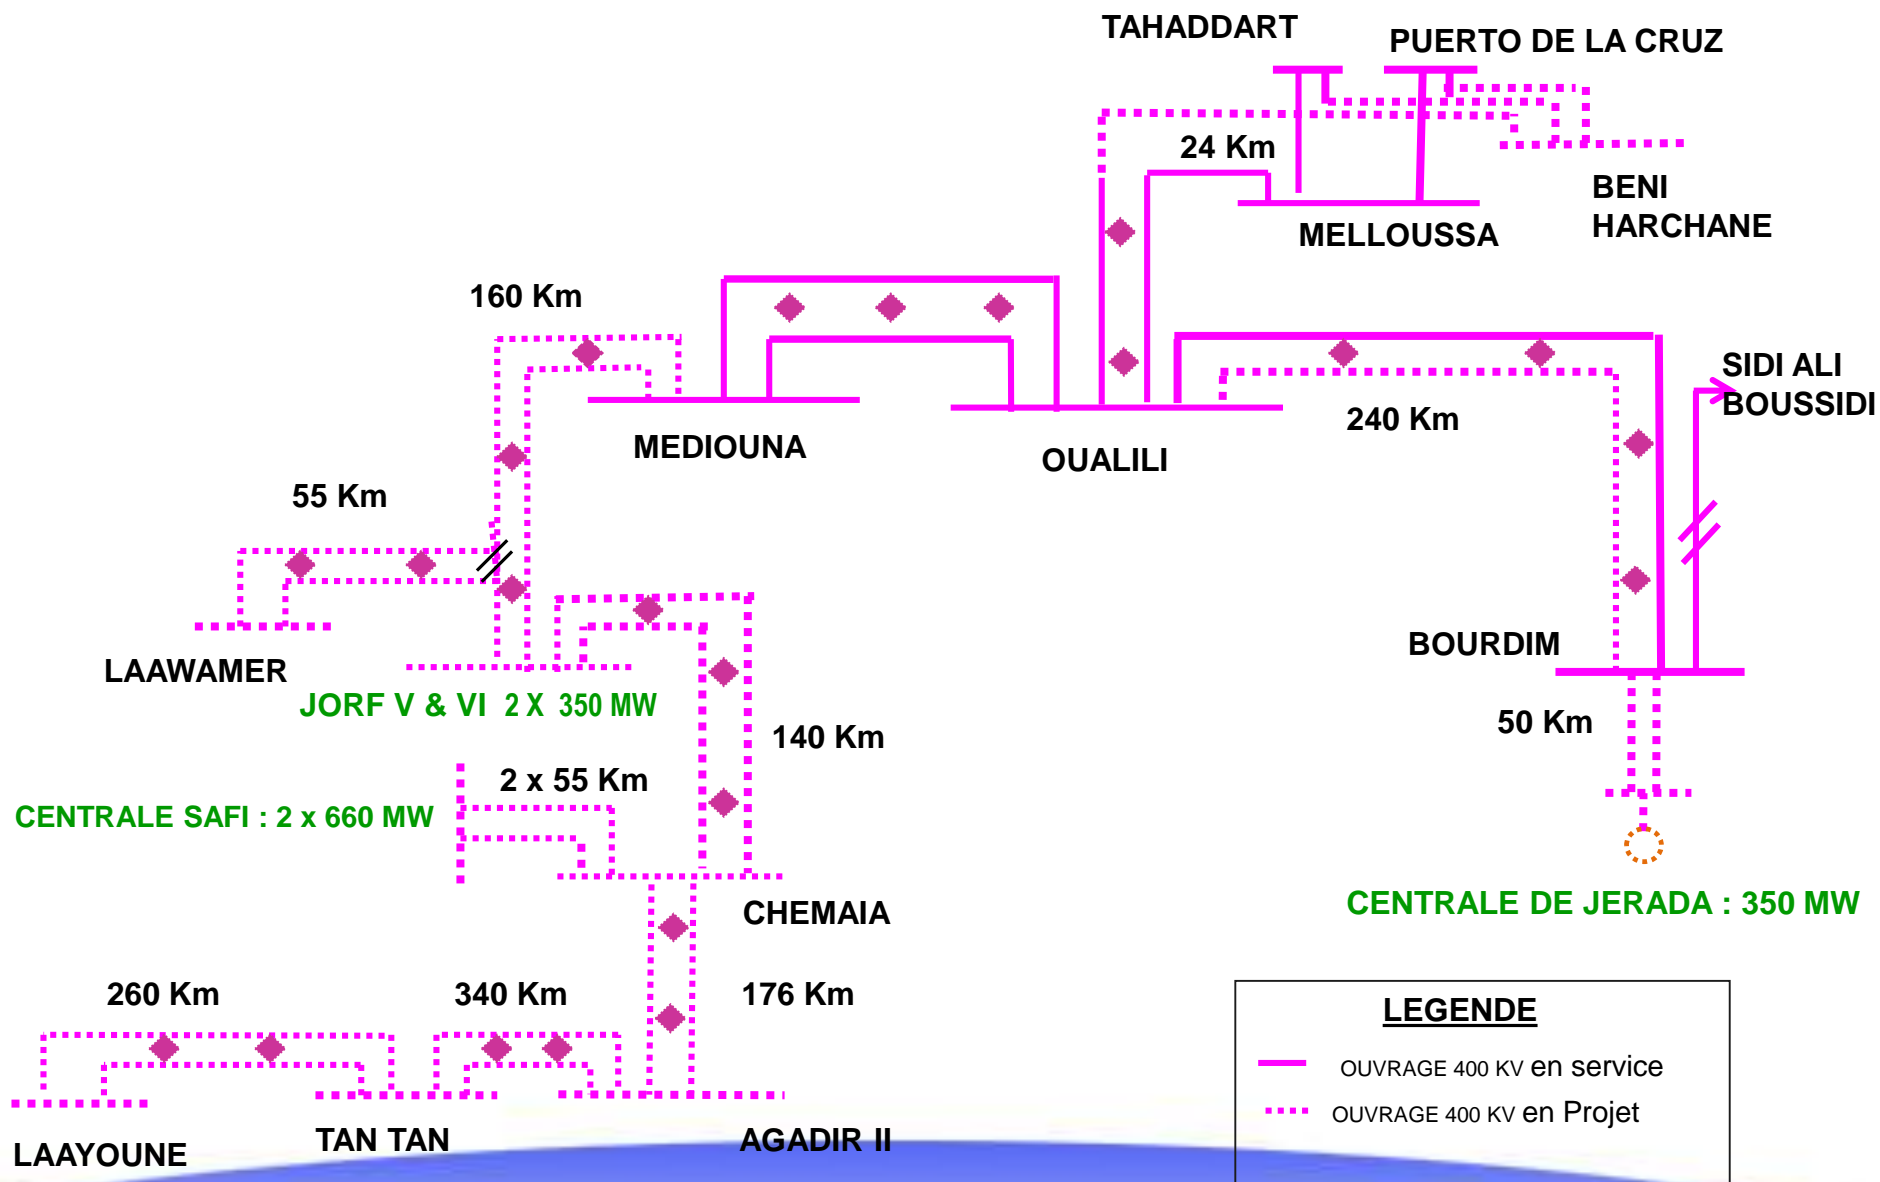 TAHADDART
PUERTO DE LA CRUZ
24 Km
BENI
HARCHANE
MELLOUSSA
160 Km
SIDI ALI
BOUSSIDI
240 Km
MEDIOUNA
OUALILI
55 Km
BOURDIM
LAAWAMER
JORF V & VI 2 X 350 MW
50 Km
140 Km
2 x 55 Km
CENTRALE SAFI : 2 x 660 MW
CENTRALE DE JERADA : 350 MW
CHEMAIA
260 Km
340 Km
176 Km
LEGENDE
OUVRAGE 400 KV en service
OUVRAGE 400 KV en Projet
LAAYOUNE
TAN TAN
AGADIR II